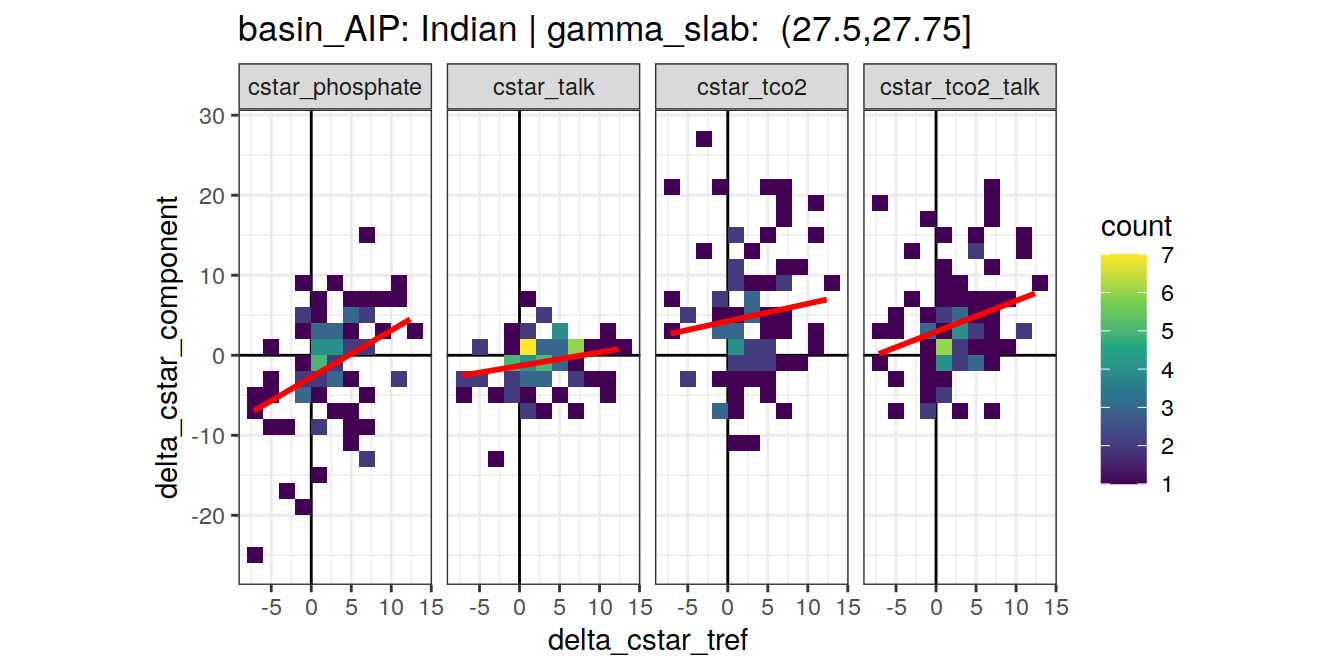 basin_AIP: Indian | gamma_slab:  (27.5,27.75]
cstar_phosphate cstar_talk cstar_tco2 cstar_tco2_talk
30
20
10
0
-10
-20
delta_cstar_component
-5 0 5 10 15 -5 0 5 10 15 -5 0 5 10 15 -5 0 5 10 15
delta_cstar_tref
count
7
6
5
4
3
2
1